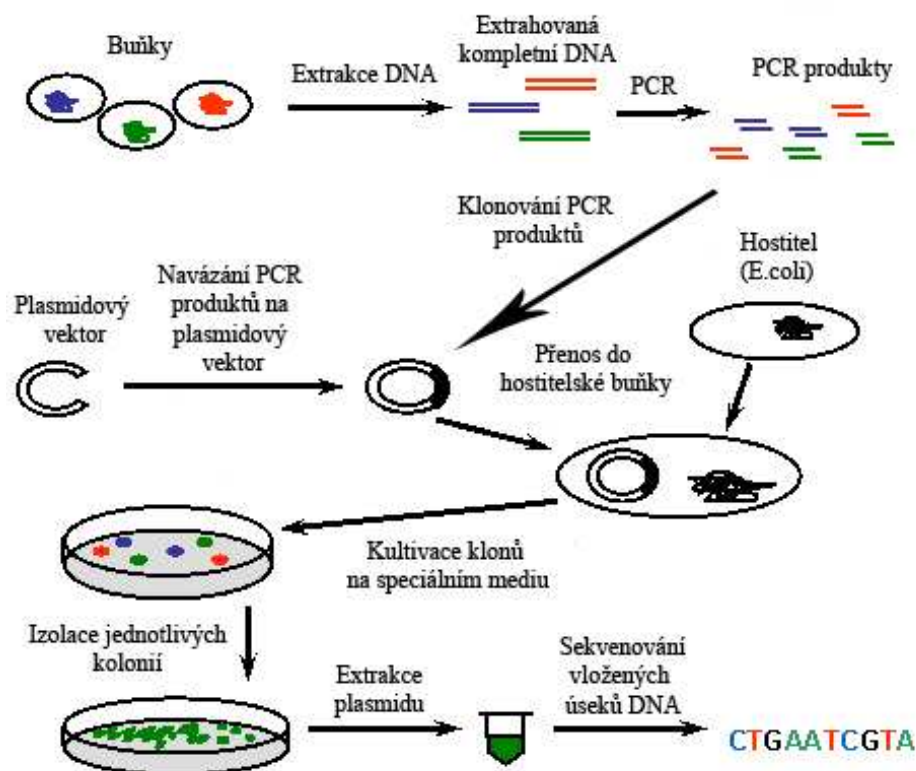 Buňky
Extrakce DNA
Extrahovaná
kompletní DNA
PCR
PCR produkty
Klonování PCR
produktů
Hostitel
(E.coli)
Plasmidový
vektor
Navázání PCR
produktů na
plasmidový
vektor
Přenos do
hostitelské buňky
Kultivace klonů
na speciálním mediu
Izolace jednotlivých
kolonií
Extrakce
plasmidu
Sekvenování
vložených
úseků DNA
CTGAATCGTA